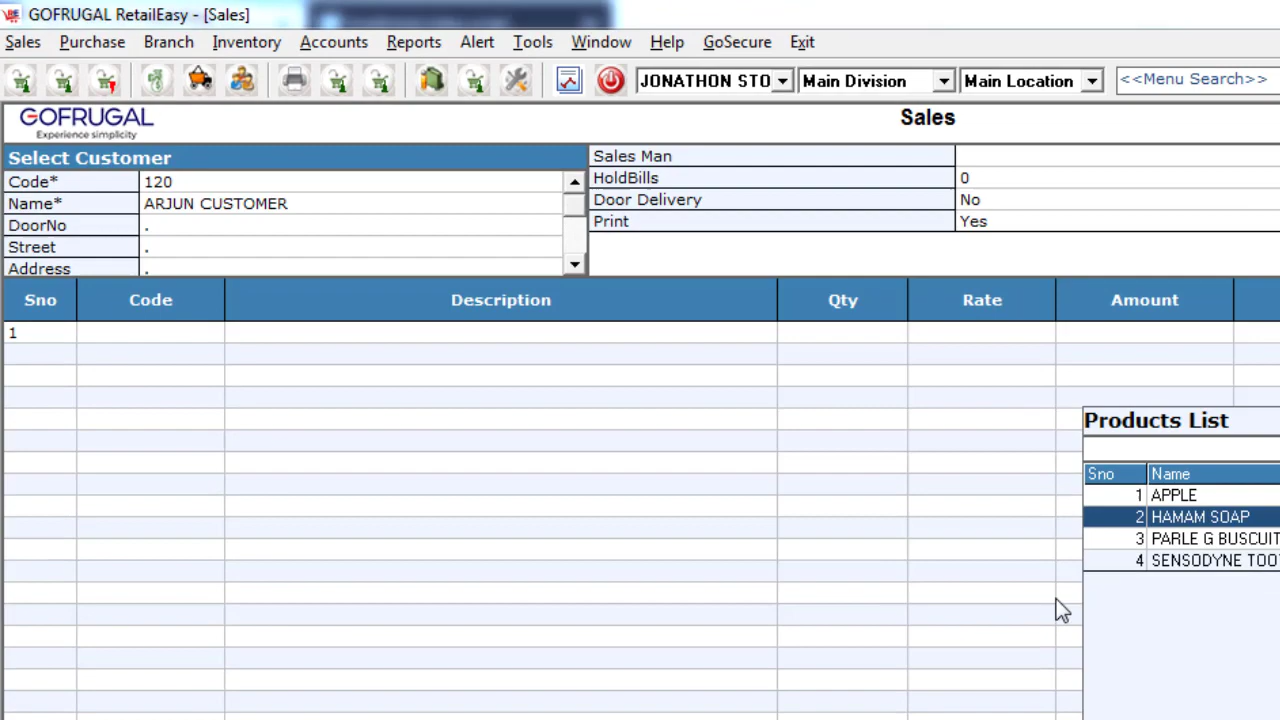 GOFRUGAL RetailEasy - [Sales]
Sales Purchase Branch Inventory Accounts Reports Alert Tools Window Help GoSecure Exit
JONATHON STO Main Division Main Location <<Menu Search>>
GOFRUGAL
Experience simplicity
Sales
Select Customer
Code* 120
Name* ARJUN CUSTOMER
DoorNo .
Street .
Address .
Sales Man
HoldBills 0
Door Delivery No
Print Yes
Sno Code Description Qty Rate Amount
1
Products List
Sno Name
1 APPLE
2 HAMAM SOAP
3 PARLE G BUSCUIT
4 SENSODYNE TOO